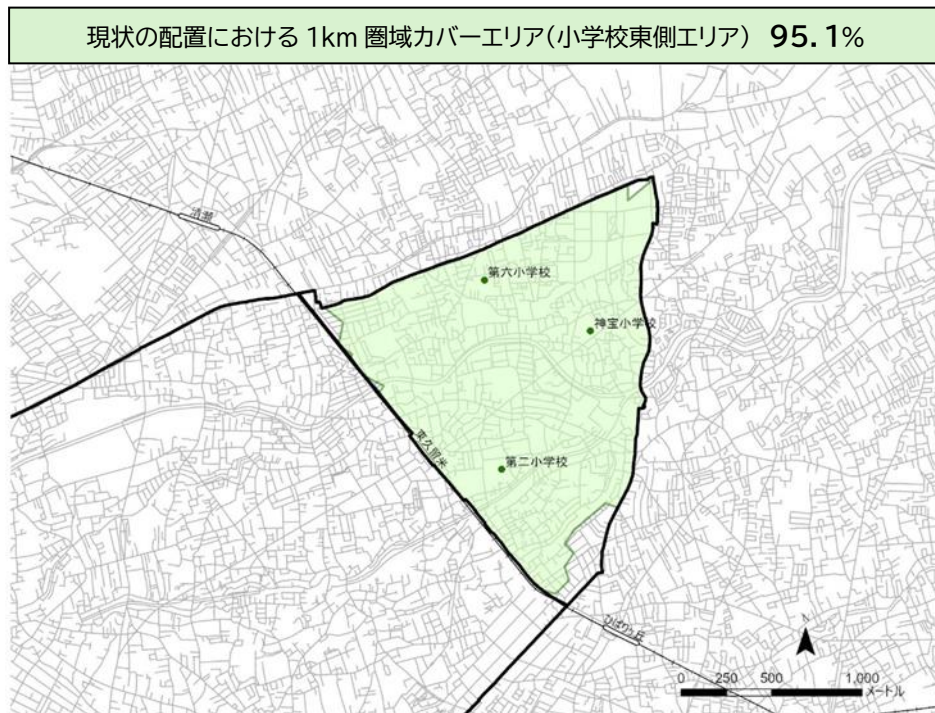 現状の配置における 1km 圏域カバーエリア(小学校東側エリア) 95.1%
清瀬
第六小学校
神宝小学校
東久留米
第二小学校
ひばりヶ丘
N
0 250 500 1,000
メートル